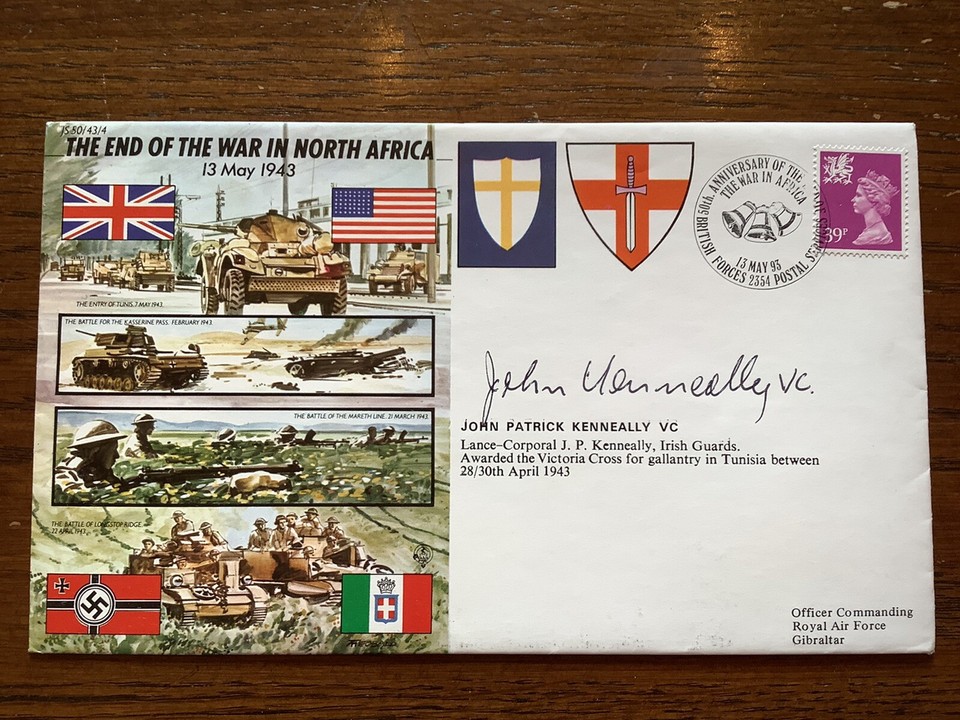 JS 50/43/4
THE END OF THE WAR IN NORTH AFRICA
13 May 1943
THE ENTRY OF TUNIS. 7 MAY 1943.
THE BATTLE FOR THE KASSERINE PASS. FEBRUARY 1943.
THE BATTLE OF THE MARETH LINE. 21 MARCH 1943.
THE BATTLE OF LONGSTOP RIDGE
22 APRIL 1943.
50TH ANNIVERSARY OF THE
THE WAR IN AFRICA
13 MAY 93
BRITISH FORCES 2354 POSTAL SERVICES
39P
John Kenneally VC.
JOHN PATRICK KENNEALLY VC
Lance-Corporal J. P. Kenneally, Irish Guards.
Awarded the Victoria Cross for gallantry in Tunisia between
28/30th April 1943
Officer Commanding
Royal Air Force
Gibraltar